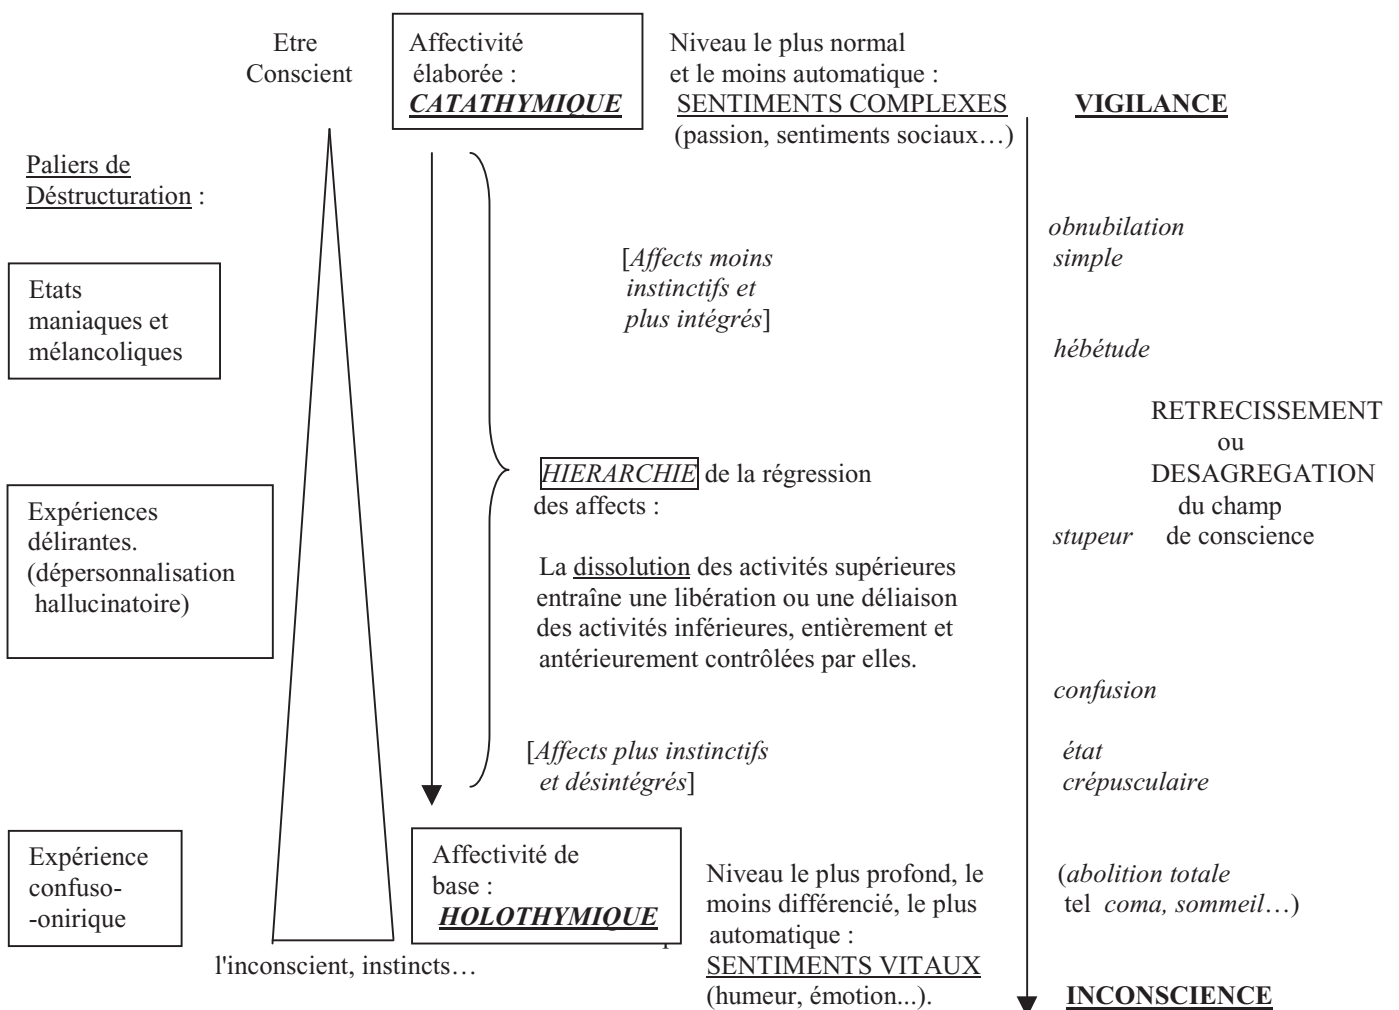 Etre
Conscient
Affectivité
élaborée :
CATATHYMIQUE
Niveau le plus normal
et le moins automatique :
SENTIMENTS COMPLEXES
(passion, sentiments sociaux…)
VIGILANCE
Paliers de
Déstructuration :
obnubilation
simple
[Affects moins
instinctifs et
plus intégrés]
Etats
maniaques et
mélancoliques
hébétude
RETRECISSEMENT
ou
DESAGREGATION
du champ
de conscience
stupeur
HIERARCHIE de la régression
des affects :
Expériences
délirantes.
(dépersonnalisation
hallucinatoire)
La dissolution des activités supérieures
entraîne une libération ou une déliaison
des activités inférieures, entièrement et
antérieurement contrôlées par elles.
confusion
[Affects plus instinctifs
et désintégrés]
état
crépusculaire
Expérience
confuso-
-onirique
Affectivité de
base :
HOLOTHYMIQUE
Niveau le plus profond, le
moins différencié, le plus
automatique :
SENTIMENTS VITAUX
(humeur, émotion...).
(abolition totale
tel coma, sommeil…)
l'inconscient, instincts…
INCONSCIENCE